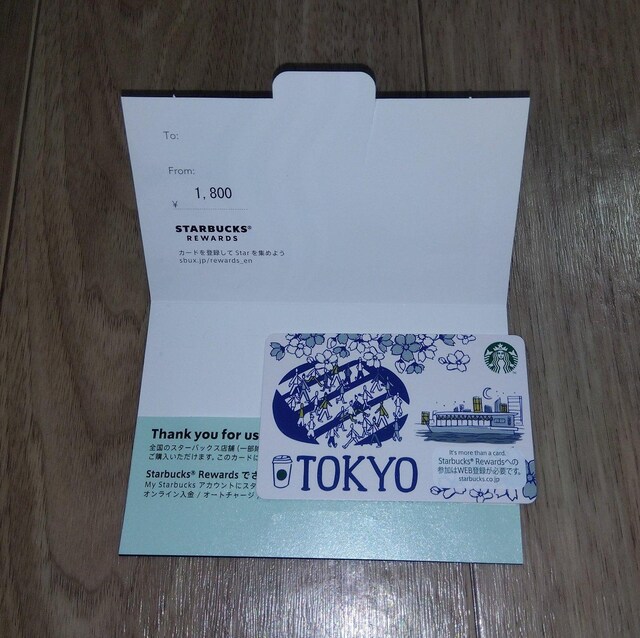 To:
From:
¥ 1,800
STARBUCKS®
REWARDS
カードを登録して Star を集めよう
sbux.jp/rewards_en
Thank you for us
全国のスターバックス店舗(一部
ご購入いただけます。このカードに
Starbucks® Rewards でさ
My Starbucks アカウントにスタ
オンライン入金 / オートチャージ
TOKYO
It's more than a card.
Starbucks® Rewardsへの
参加はWEB登録が必要です。
starbucks.co.jp